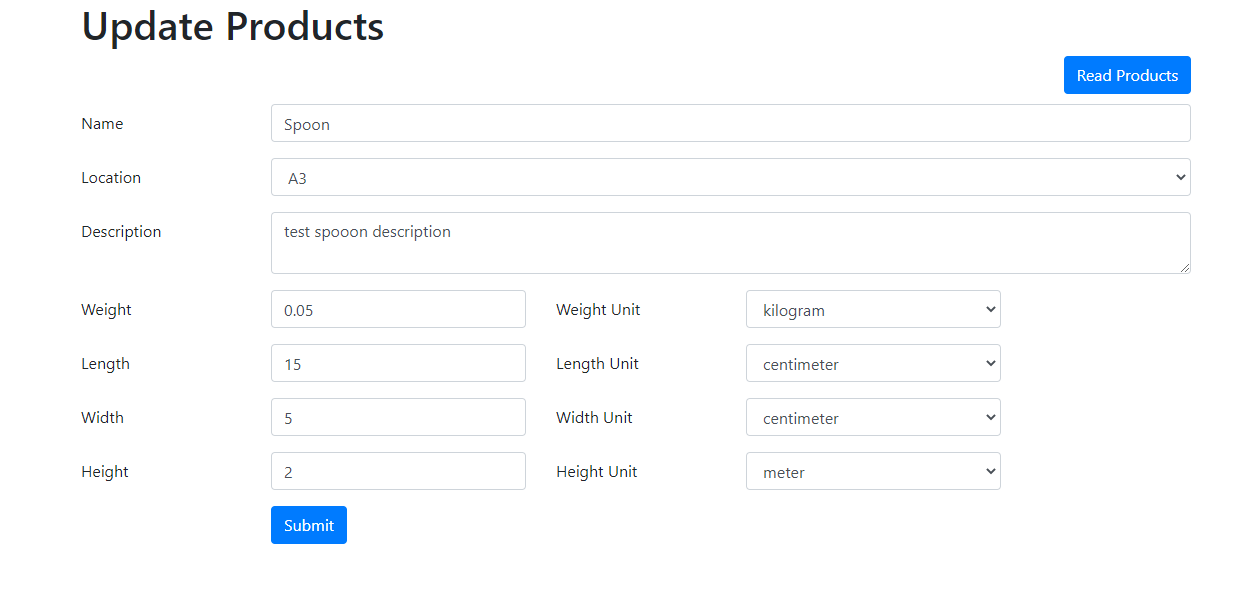 Update Products
Read Products
Name Spoon
Location A3
Description test spooon description
Weight 0.05 Weight Unit kilogram
Length 15 Length Unit centimeter
Width 5 Width Unit centimeter
Height 2 Height Unit meter
Submit